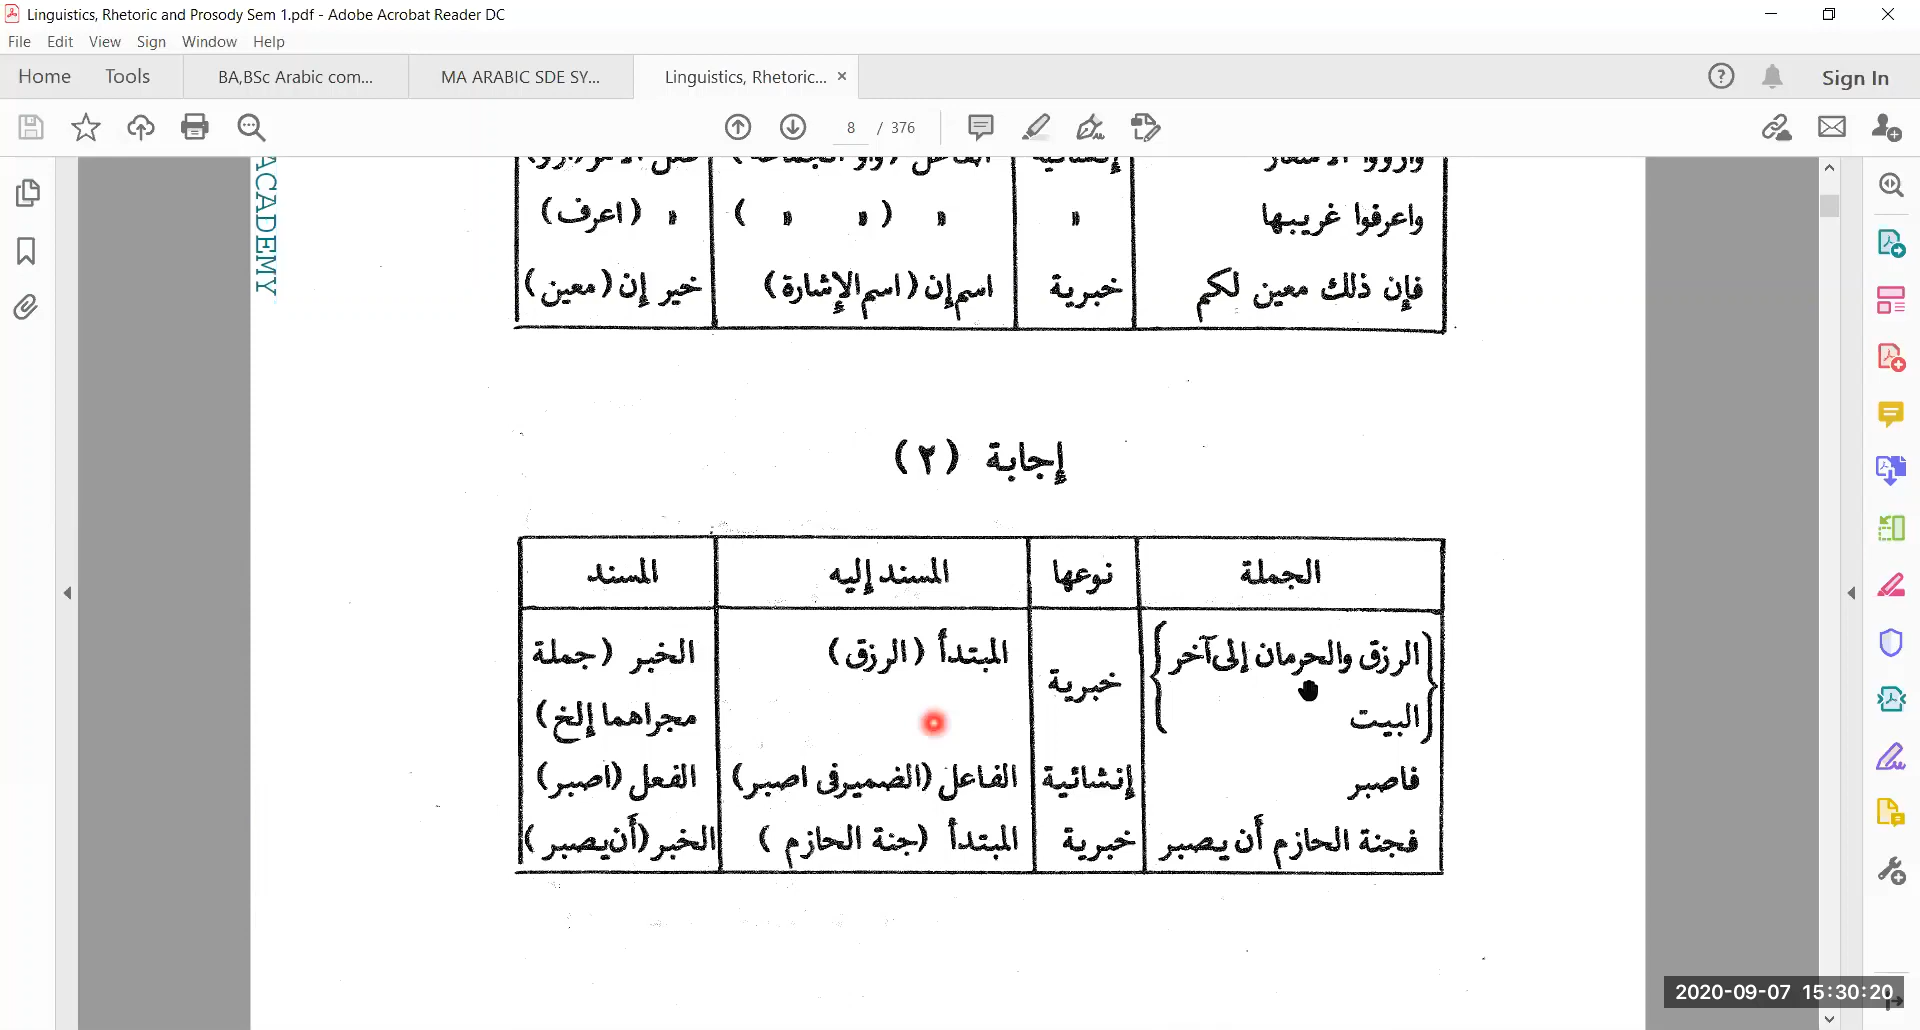 Linguistics, Rhetoric and Prosody Sem 1.pdf - Adobe Acrobat Reader DC
File Edit View Sign Window Help
Home Tools BA,BSc Arabic com... MA ARABIC SDE SY... Linguistics, Rhetoric... × ? Sign In
8 / 376
ACADEMY
واعرفوا غريبها » » ( » » ) » (اعرف)
فإن ذلك معين لكم خبرية اسم إن (اسم الإشارة) خير إن (معين)
إجابة (٢)
الجملة نوعها المسند إليه المسند
الرزق والحرمان إلى آخر المبتدأ (الرزق) الخبر (جملة
خبرية
البيت مجراهما إلخ)
فاصبر إنشائية الفاعل (الضمير فى اصبر) الفعل (اصبر)
فجنة الحازم أن يصبر خبرية المبتدأ (جنة الحازم) الخبر (أن يصبر)
2020-09-07 15:30:20